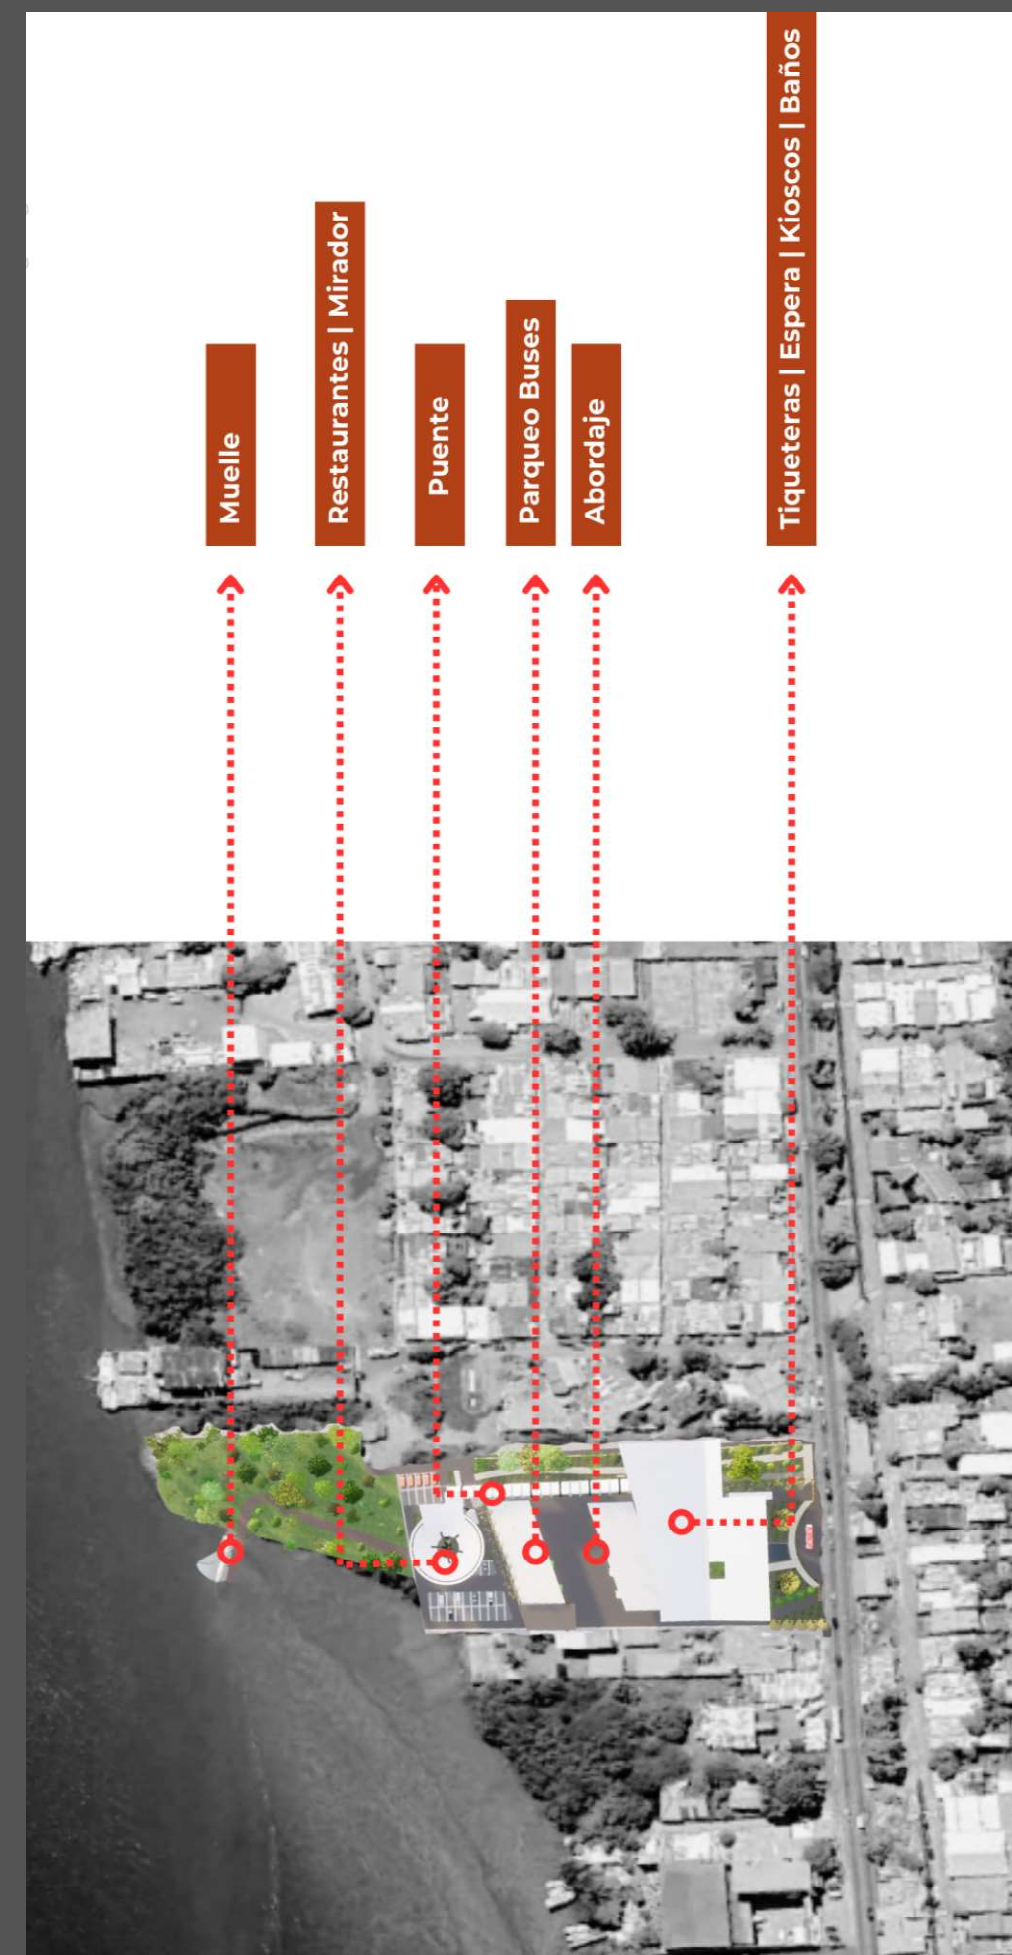 Muelle
Restaurantes | Mirador
Puente
Parqueo Buses
Abordaje
Tiqueteras | Espera | Kioscos | Baños